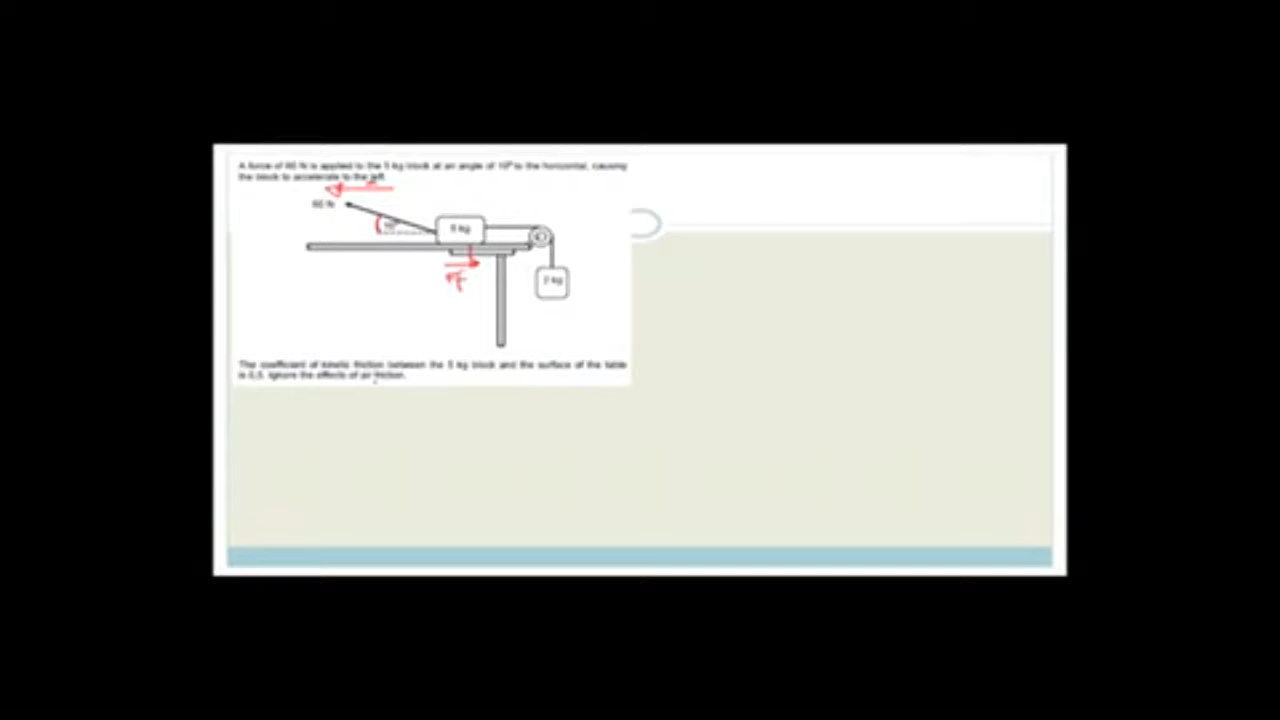 A force of 60 N is applied to the 5 kg block at an angle of 10° to the horizontal, causing
the block to accelerate to the left.
60 N
10°
5 kg
2 kg
The coefficient of kinetic friction between the 5 kg block and the surface of the table
is 0,5. Ignore the effects of air friction.